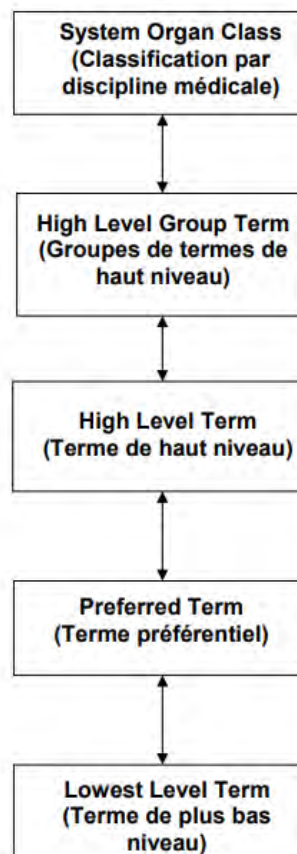 System Organ Class
(Classification par
discipline médicale)
High Level Group Term
(Groupes de termes de
haut niveau)
High Level Term
(Terme de haut niveau)
Preferred Term
(Terme préférentiel)
Lowest Level Term
(Terme de plus bas
niveau)